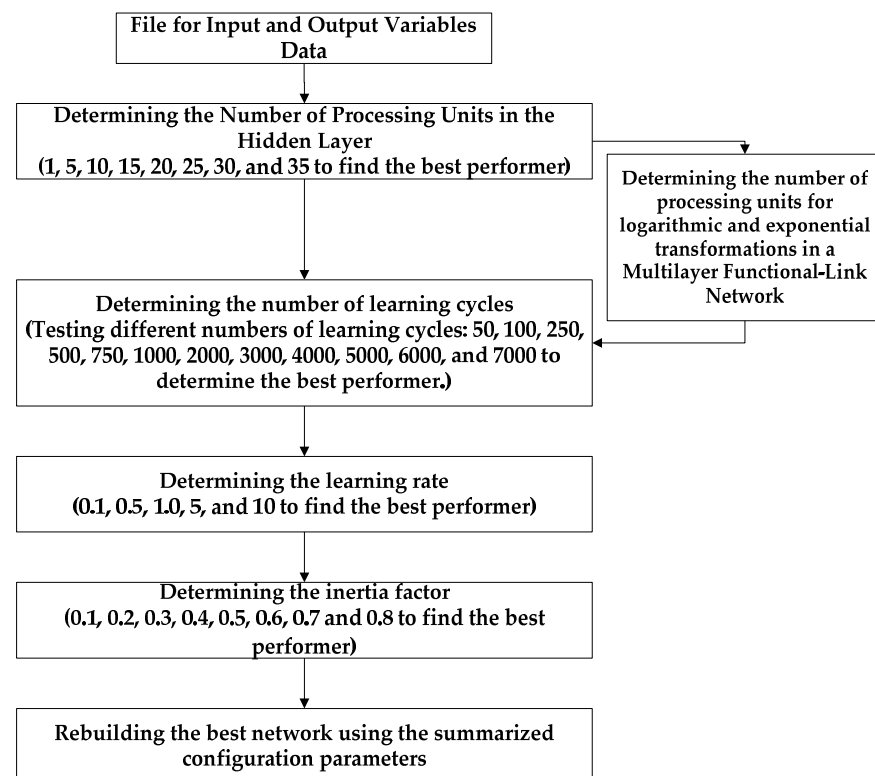 File for Input and Output Variables
Data
Determining the Number of Processing Units in the
Hidden Layer
(1, 5, 10, 15, 20, 25, 30, and 35 to find the best performer)
Determining the number of
processing units for
logarithmic and exponential
transformations in a
Multilayer Functional-Link
Network
Determining the number of learning cycles
(Testing different numbers of learning cycles: 50, 100, 250,
500, 750, 1000, 2000, 3000, 4000, 5000, 6000, and 7000 to
determine the best performer.)
Determining the learning rate
(0.1, 0.5, 1.0, 5, and 10 to find the best performer)
Determining the inertia factor
(0.1, 0.2, 0.3, 0.4, 0.5, 0.6, 0.7 and 0.8 to find the best
performer)
Rebuilding the best network using the summarized
configuration parameters